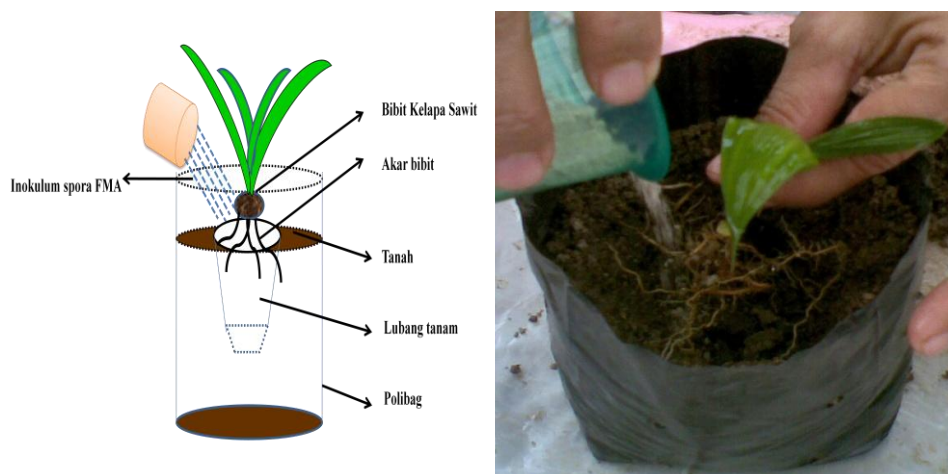 Bibit Kelapa Sawit
Akar bibit
Inokulum spora FMA
Tanah
Lubang tanam
Polibag